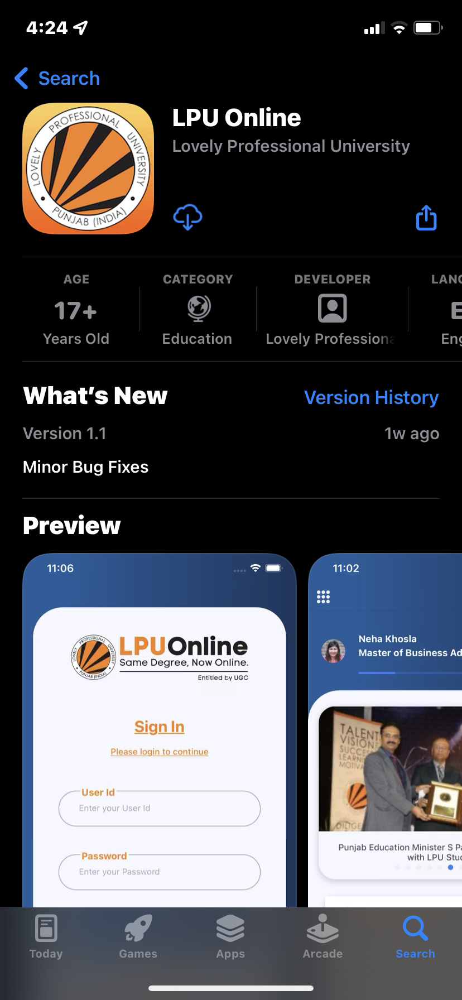 4:24
Search
LOVELY PROFESSIONAL UNIVERSITY
PUNJAB (INDIA)
LPU Online
Lovely Professional University
AGE
17+
Years Old
CATEGORY
Education
DEVELOPER
Lovely Professiona
LANG
E
Eng
What's New
Version History
Version 1.1
1w ago
Minor Bug Fixes
Preview
11:06
LOVELY PROFESSIONAL UNIVERSITY
PUNJAB (INDIA)
LPUOnline
Same Degree, Now Online.
Entitled by UGC
Sign In
Please login to continue
User Id
Enter your User Id
Password
Enter your Password
11:02
Neha Khosla
Master of Business Ad
TALENT
VISION
SUCCE
LEARN
MOTIVA
DILIGE
Punjab Education Minister S Pa
with LPU Stud
Today
Games
Apps
Arcade
Search